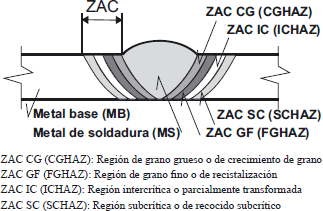 ZAC
ZAC CG (CGHAZ)
ZAC IC (ICHAZ)
Metal base (MB)
Metal de soldadura (MS)
ZAC SC (SCHAZ)
ZAC GF (FGHAZ)
ZAC CG (CGHAZ): Región de grano grueso o de crecimiento de grano
ZAC GF (FGHAZ): Región de grano fino o de recistalización
ZAC IC (ICHAZ): Región intercrítica o parcialmente transformada
ZAC SC (SCHAZ): Región subcrítica o de recocido subcrítico